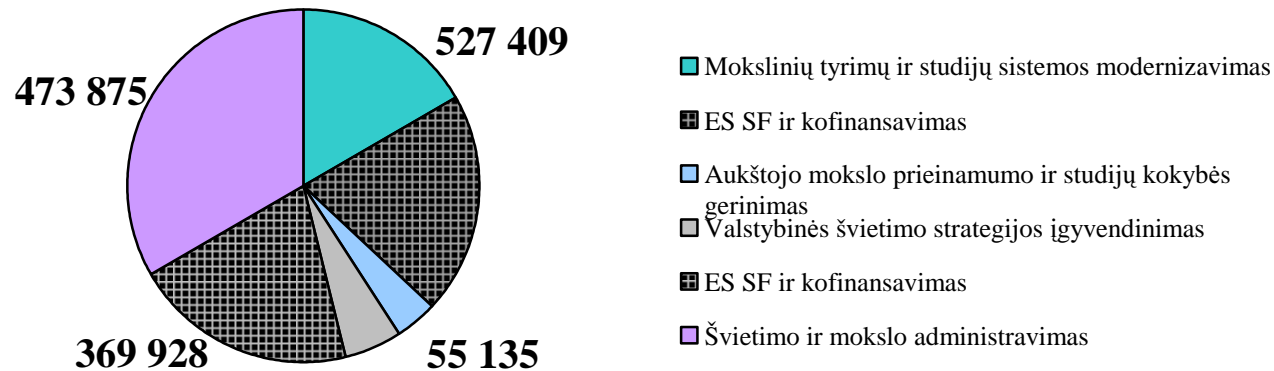 527 409
473 875
369 928
55 135
Mokslinių tyrimų ir studijų sistemos modernizavimas
ES SF ir kofinansavimas
Aukštojo mokslo prieinamumo ir studijų kokybės
gerinimas
Valstybinės švietimo strategijos įgyvendinimas
ES SF ir kofinansavimas
Švietimo ir mokslo administravimas